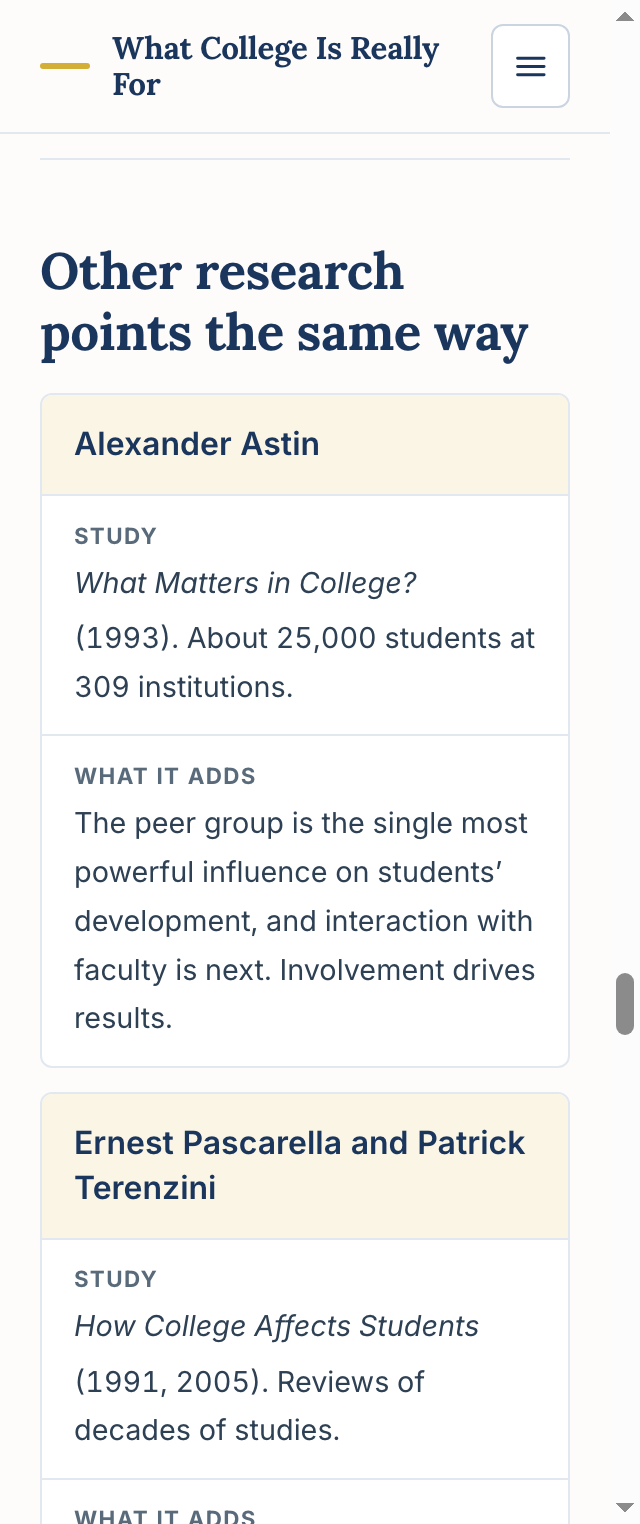 What College Is Really
For
Other research
points the same way
Alexander Astin
STUDY
What Matters in College?
(1993). About 25,000 students at
309 institutions.
WHAT IT ADDS
The peer group is the single most
powerful influence on students’
development, and interaction with
faculty is next. Involvement drives
results.
Ernest Pascarella and Patrick
Terenzini
STUDY
How College Affects Students
(1991, 2005). Reviews of
decades of studies.
WHAT IT ADDS